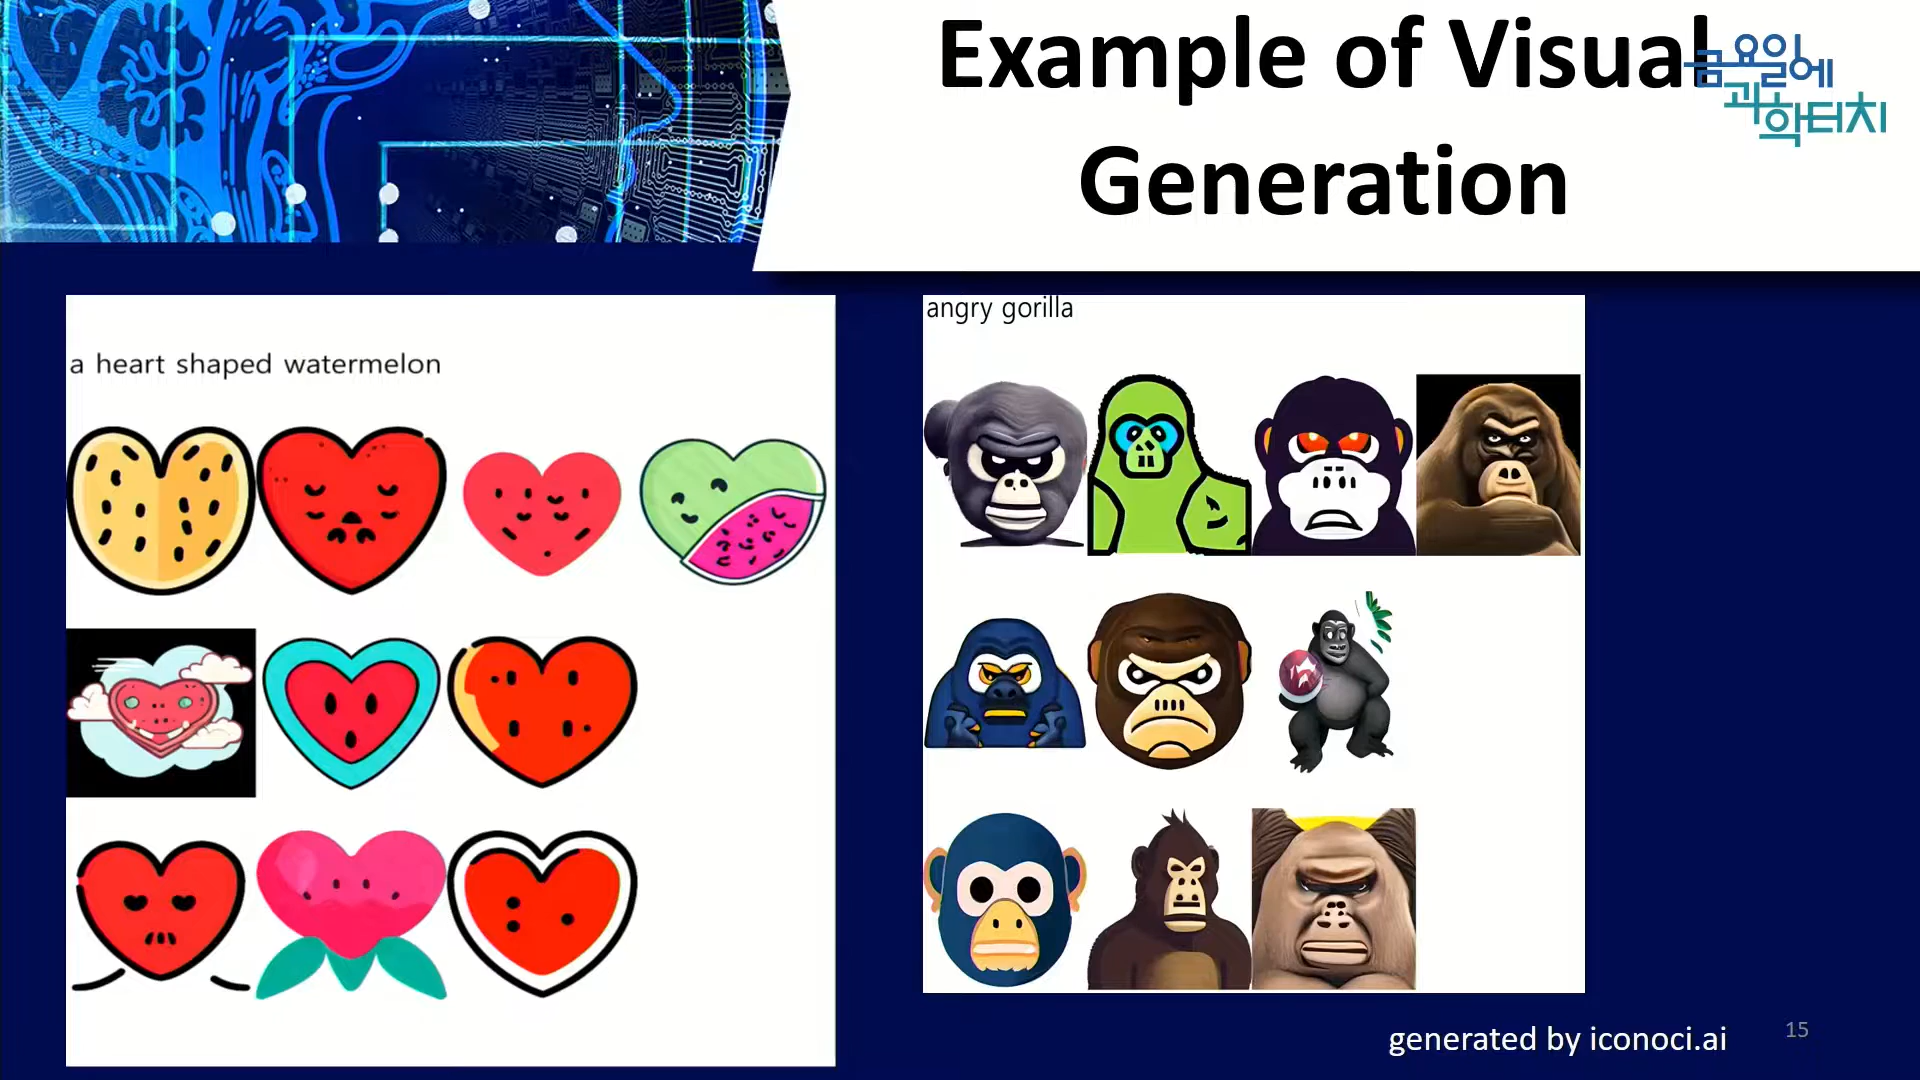 Example of Visual
Generation
금요일에
과학터치
a heart shaped watermelon
angry gorilla
generated by iconoci.ai
15